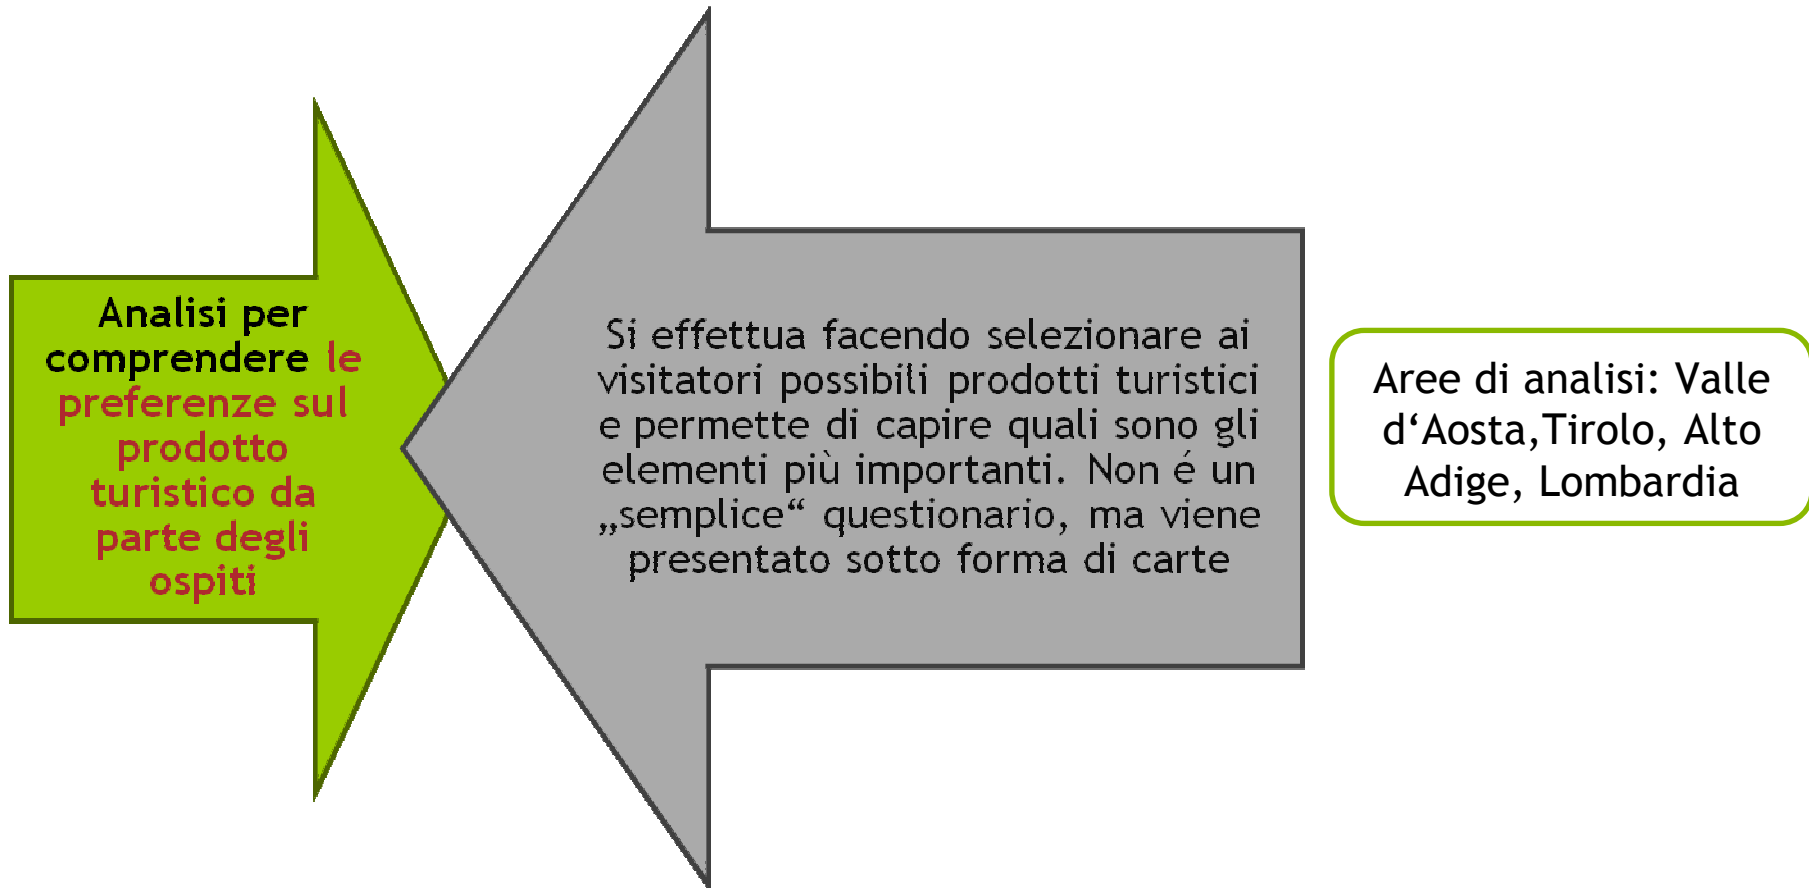 Analisi per
comprendere le
preferenze sul
prodotto
turistico da
parte degli
ospiti
Si effettua facendo selezionare ai
visitatori possibili prodotti turistici
e permette di capire quali sono gli
elementi più importanti. Non é un
„semplice“ questionario, ma viene
presentato sotto forma di carte
Aree di analisi: Valle
d‘Aosta,Tirolo, Alto
Adige, Lombardia